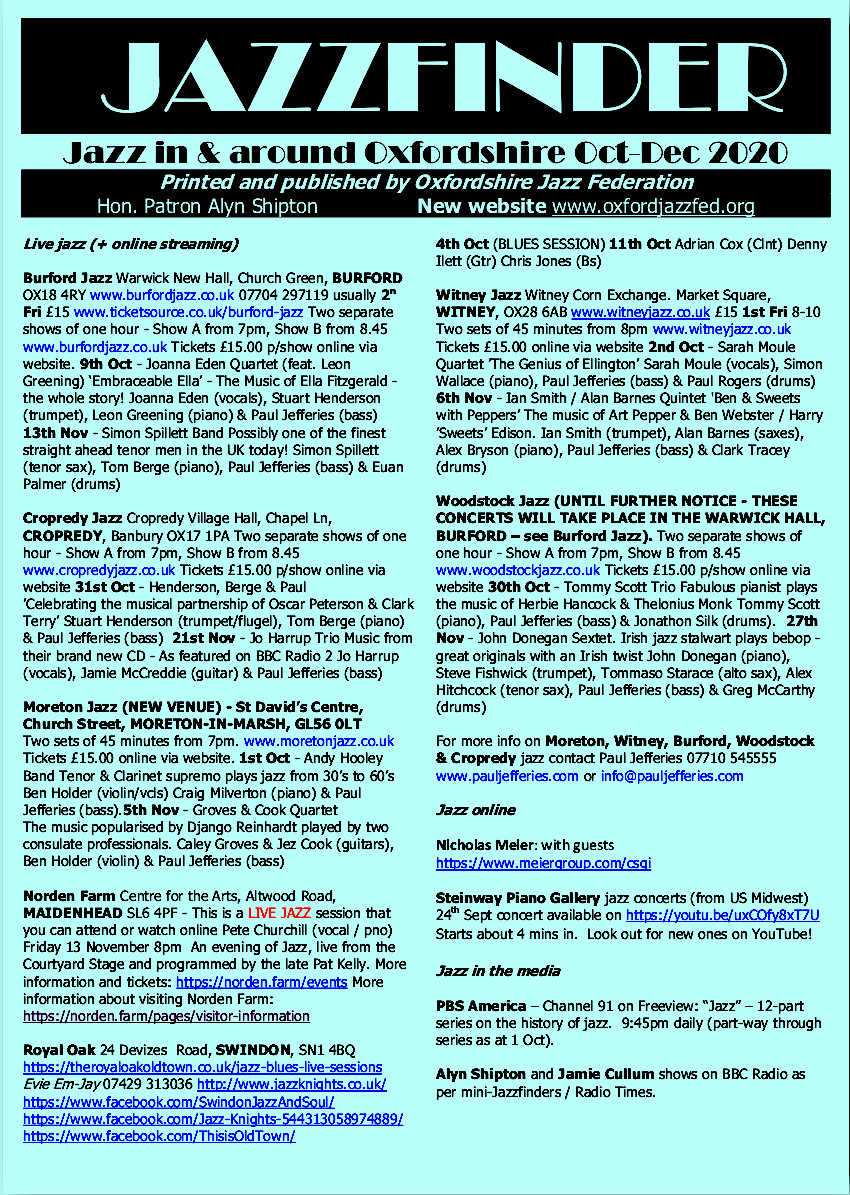 JAZZFINDER
Jazz in & around Oxfordshire Oct-Dec 2020
Printed and published by Oxfordshire Jazz Federation
Hon. Patron Alyn Shipton New website www.oxfordjazzfed.org
Live jazz (+ online streaming)
Burford Jazz Warwick New Hall, Church Green, BURFORD
OX18 4RY www.burfordjazz.co.uk 07704 297119 usually 2ⁿ
Fri £15 www.ticketsource.co.uk/burford-jazz Two separate
shows of one hour - Show A from 7pm, Show B from 8.45
www.burfordjazz.co.uk Tickets £15.00 p/show online via
website. 9th Oct - Joanna Eden Quartet (feat. Leon
Greening) ‘Embraceable Ella’ - The Music of Ella Fitzgerald -
the whole story! Joanna Eden (vocals), Stuart Henderson
(trumpet), Leon Greening (piano) & Paul Jefferies (bass)
13th Nov - Simon Spillett Band Possibly one of the finest
straight ahead tenor men in the UK today! Simon Spillett
(tenor sax), Tom Berge (piano), Paul Jefferies (bass) & Euan
Palmer (drums)
Cropredy Jazz Cropredy Village Hall, Chapel Ln,
CROPREDY, Banbury OX17 1PA Two separate shows of one
hour - Show A from 7pm, Show B from 8.45
www.cropredyjazz.co.uk Tickets £15.00 p/show online via
website 31st Oct - Henderson, Berge & Paul
‘Celebrating the musical partnership of Oscar Peterson & Clark
Terry’ Stuart Henderson (trumpet/flugel), Tom Berge (piano)
& Paul Jefferies (bass) 21st Nov - Jo Harrup Trio Music from
their brand new CD - As featured on BBC Radio 2 Jo Harrup
(vocals), Jamie McCreddie (guitar) & Paul Jefferies (bass)
Moreton Jazz (NEW VENUE) - St David’s Centre,
Church Street, MORETON-IN-MARSH, GL56 0LT
Two sets of 45 minutes from 7pm. www.moretonjazz.co.uk
Tickets £15.00 online via website. 1st Oct - Andy Hooley
Band Tenor & Clarinet supremo plays jazz from 30’s to 60’s
Ben Holder (violin/vcls) Craig Milverton (piano) & Paul
Jefferies (bass).5th Nov - Groves & Cook Quartet
The music popularised by Django Reinhardt played by two
consulate professionals. Caley Groves & Jez Cook (guitars),
Ben Holder (violin) & Paul Jefferies (bass)
Norden Farm Centre for the Arts, Altwood Road,
MAIDENHEAD SL6 4PF - This is a LIVE JAZZ session that
you can attend or watch online Pete Churchill (vocal / pno)
Friday 13 November 8pm An evening of Jazz, live from the
Courtyard Stage and programmed by the late Pat Kelly. More
information and tickets: https://norden.farm/events More
information about visiting Norden Farm:
https://norden.farm/pages/visitor-information
Royal Oak 24 Devizes Road, SWINDON, SN1 4BQ
https://theroyaloakoldtown.co.uk/jazz-blues-live-sessions
Evie Em-Jay 07429 313036 http://www.jazzknights.co.uk/
https://www.facebook.com/SwindonJazzAndSoul/
https://www.facebook.com/Jazz-Knights-544313058974889/
https://www.facebook.com/ThisisOldTown/
4th Oct (BLUES SESSION) 11th Oct Adrian Cox (Clnt) Denny
Ilett (Gtr) Chris Jones (Bs)
Witney Jazz Witney Corn Exchange. Market Square,
WITNEY, OX28 6AB www.witneyjazz.co.uk £15 1st Fri 8-10
Two sets of 45 minutes from 8pm www.witneyjazz.co.uk
Tickets £15.00 online via website 2nd Oct - Sarah Moule
Quartet 'The Genius of Ellington’ Sarah Moule (vocals), Simon
Wallace (piano), Paul Jefferies (bass) & Paul Rogers (drums)
6th Nov - Ian Smith / Alan Barnes Quintet 'Ben & Sweets
with Peppers’ The music of Art Pepper & Ben Webster / Harry
‘Sweets’ Edison. Ian Smith (trumpet), Alan Barnes (saxes),
Alex Bryson (piano), Paul Jefferies (bass) & Clark Tracey
(drums)
Woodstock Jazz (UNTIL FURTHER NOTICE - THESE
CONCERTS WILL TAKE PLACE IN THE WARWICK HALL,
BURFORD – see Burford Jazz). Two separate shows of
one hour - Show A from 7pm, Show B from 8.45
www.woodstockjazz.co.uk Tickets £15.00 p/show online via
website 30th Oct - Tommy Scott Trio Fabulous pianist plays
the music of Herbie Hancock & Thelonius Monk Tommy Scott
(piano), Paul Jefferies (bass) & Jonathon Silk (drums). 27th
Nov - John Donegan Sextet. Irish jazz stalwart plays bebop -
great originals with an Irish twist John Donegan (piano),
Steve Fishwick (trumpet), Tommaso Starace (alto sax), Alex
Hitchcock (tenor sax), Paul Jefferies (bass) & Greg McCarthy
(drums)
For more info on Moreton, Witney, Burford, Woodstock
& Cropredy jazz contact Paul Jefferies 07710 545555
www.pauljefferies.com or info@pauljefferies.com
Jazz online
Nicholas Meier: with guests
https://www.meiergroup.com/csgi
Steinway Piano Gallery jazz concerts (from US Midwest)
24th Sept concert available on https://youtu.be/uxCOfy8xT7U
Starts about 4 mins in. Look out for new ones on YouTube!
Jazz in the media
PBS America – Channel 91 on Freeview: “Jazz” – 12-part
series on the history of jazz. 9:45pm daily (part-way through
series as at 1 Oct).
Alyn Shipton and Jamie Cullum shows on BBC Radio as
per mini-Jazzfinders / Radio Times.